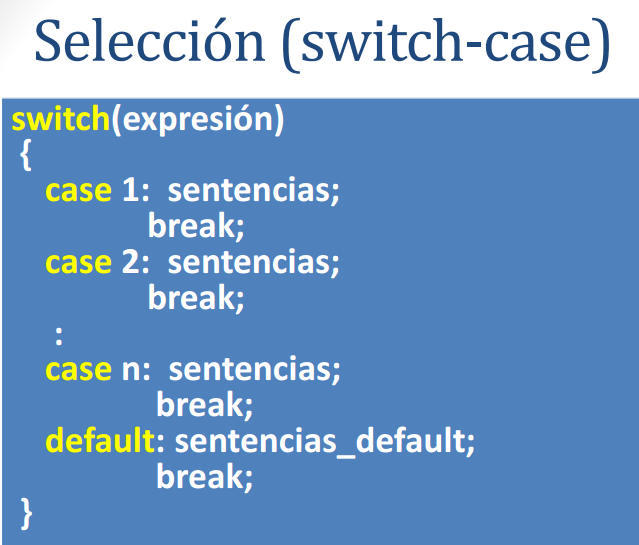 Selección (switch-case)
switch(expresión)
{
case 1: sentencias;
break;
case 2: sentencias;
break;
:
case n: sentencias;
break;
default: sentencias_default;
break;
}